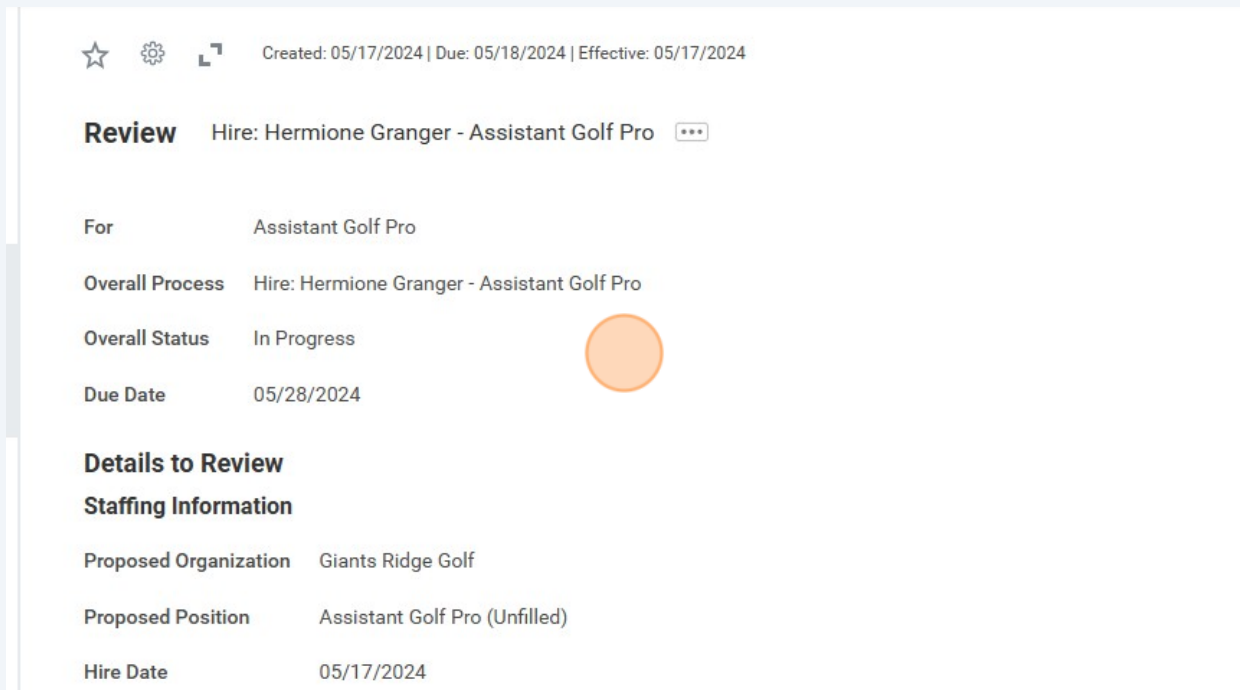 Created: 05/17/2024 | Due: 05/18/2024 | Effective: 05/17/2024
Review Hire: Hermione Granger - Assistant Golf Pro
For Assistant Golf Pro
Overall Process Hire: Hermione Granger - Assistant Golf Pro
Overall Status In Progress
Due Date 05/28/2024
Details to Review
Staffing Information
Proposed Organization Giants Ridge Golf
Proposed Position Assistant Golf Pro (Unfilled)
Hire Date 05/17/2024